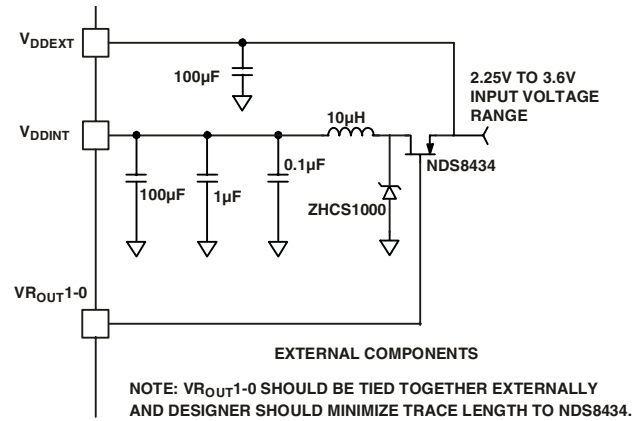 VDDEXT
100µF
2.25V TO 3.6V
INPUT VOLTAGE
RANGE
VDDINT
10µH
NDS8434
0.1µF
100µF
1µF
ZHCS1000
VROUT1-0
EXTERNAL COMPONENTS
NOTE: VROUT1-0 SHOULD BE TIED TOGETHER EXTERNALLY
AND DESIGNER SHOULD MINIMIZE TRACE LENGTH TO NDS8434.